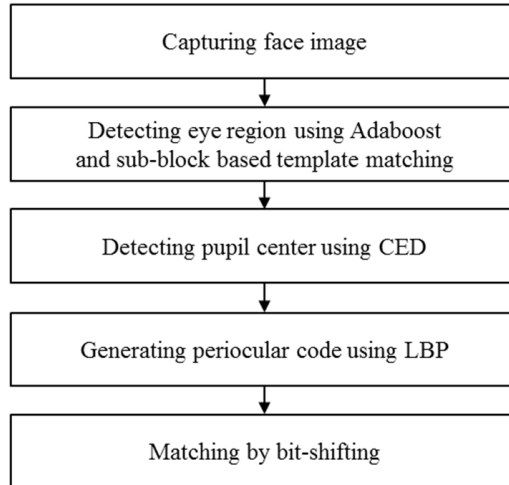 Capturing face image
Detecting eye region using Adaboost
and sub-block based template matching
Detecting pupil center using CED
Generating periocular code using LBP
Matching by bit-shifting